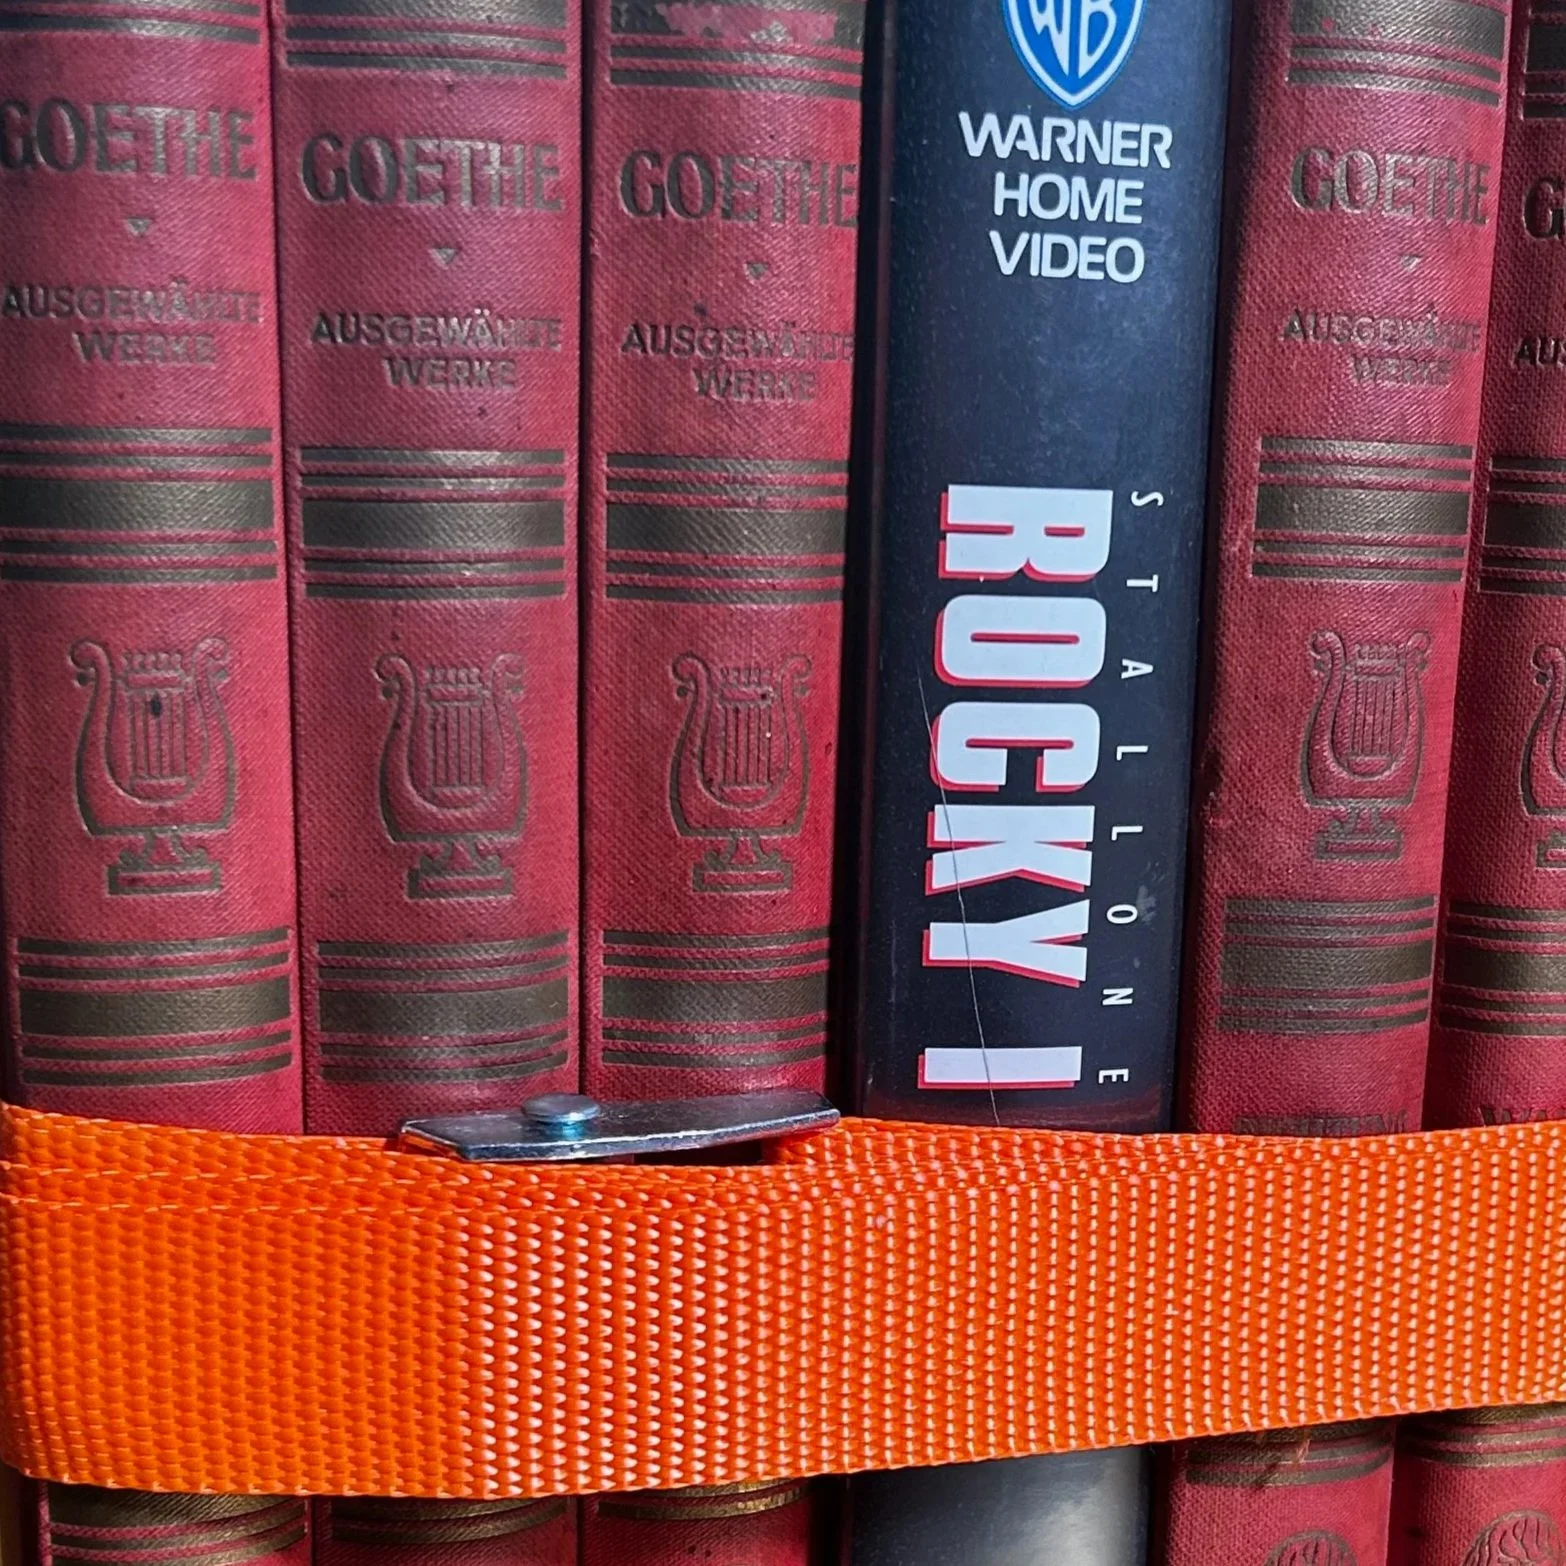 GOETHE
AUSGEWÄHLTE
WERKE
GOETHE
AUSGEWÄHLTE
WERKE
GOETHE
AUSGEWÄHLTE
WERKE
WB
WARNER
HOME
VIDEO
STALLONE
ROCKY I
GOETHE
AUSGEWÄHLTE
WERKE